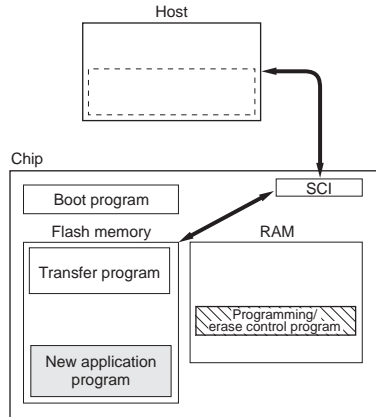 Host
Chip
SCI
Boot program
Flash memory
RAM
Transfer program
Programming/
erase control program
New application
program